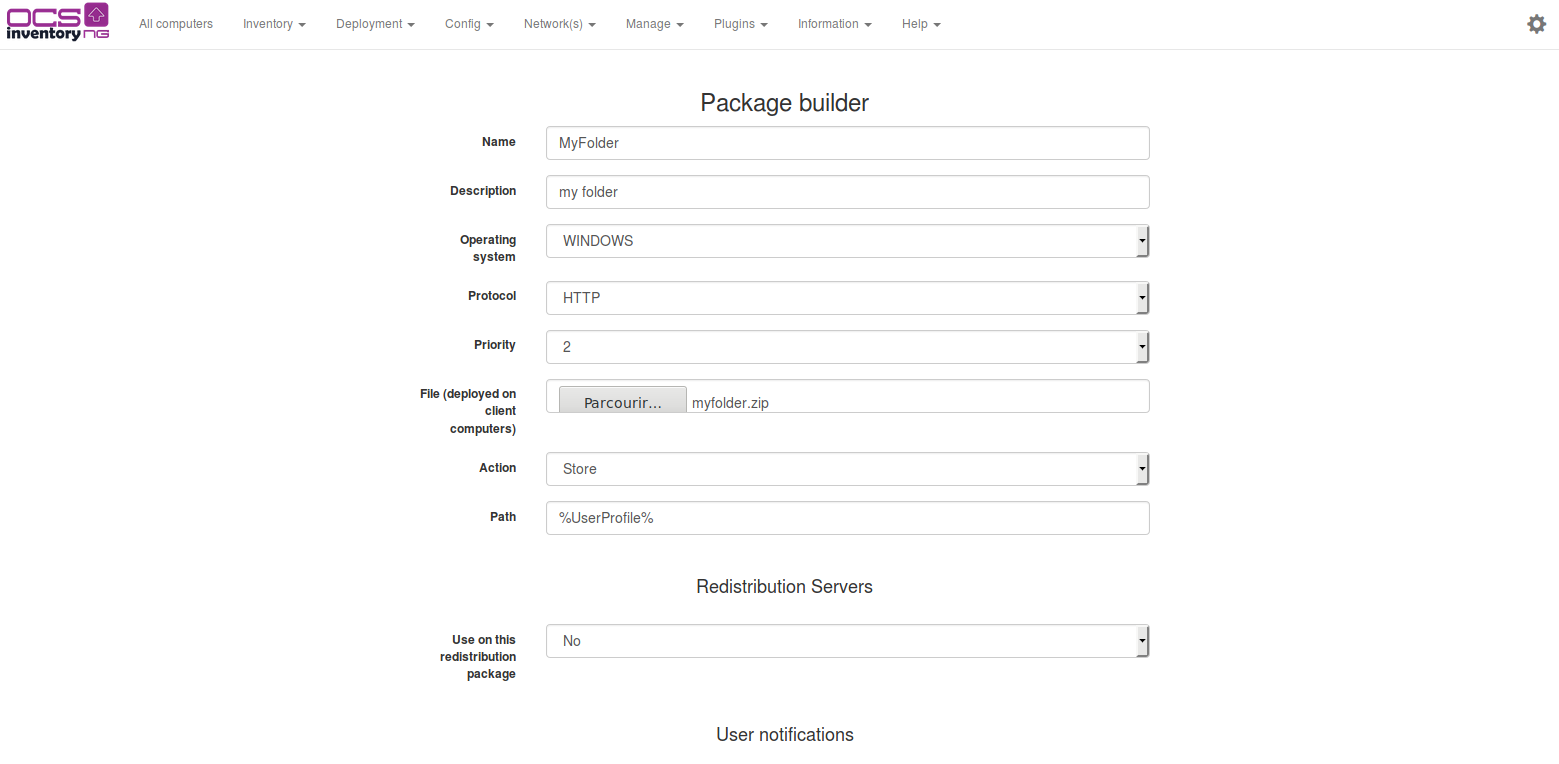 OCS
inventory NG
All computers Inventory Deployment Config Network(s) Manage Plugins Information Help
Package builder
Name MyFolder
Description my folder
Operating system WINDOWS
Protocol HTTP
Priority 2
File (deployed on client computers) Parcourir... myfolder.zip
Action Store
Path %UserProfile%
Redistribution Servers
Use on this redistribution package No
User notifications